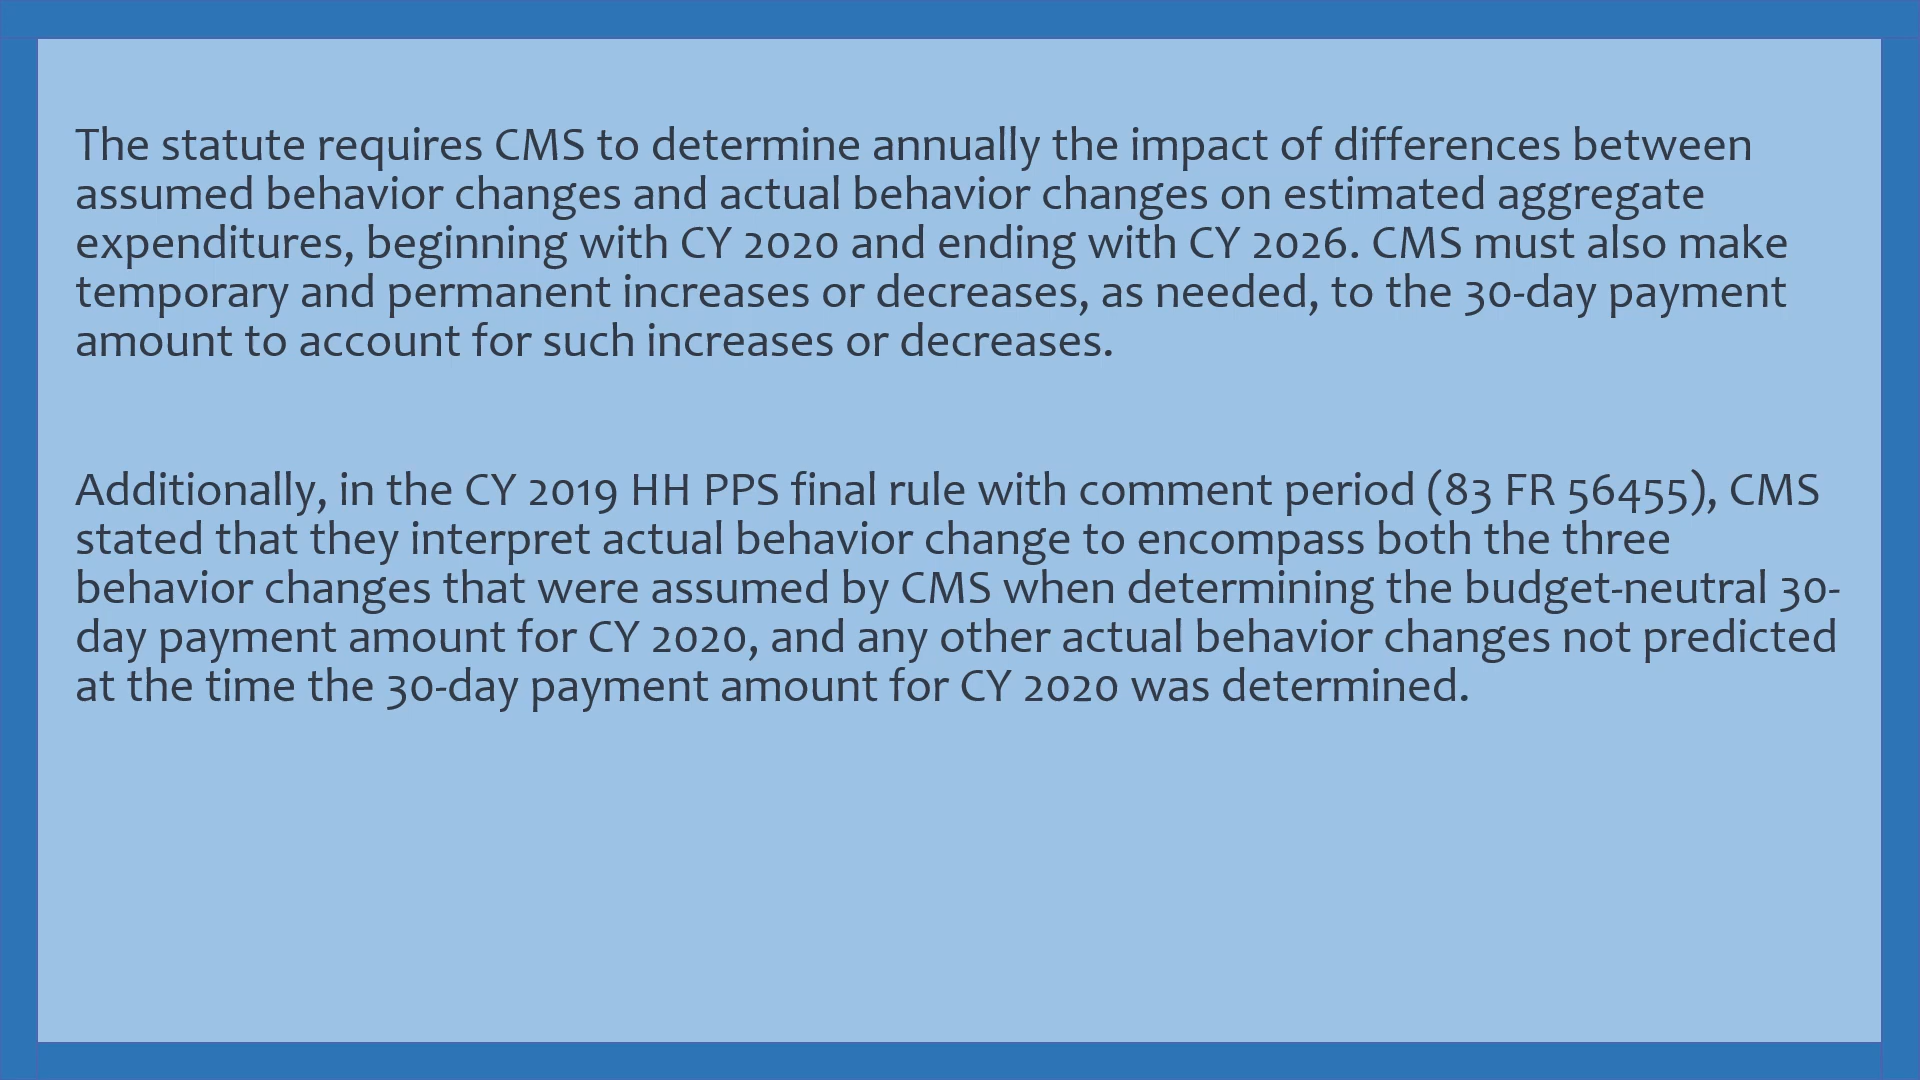 The statute requires CMS to determine annually the impact of differences between
assumed behavior changes and actual behavior changes on estimated aggregate
expenditures, beginning with CY 2020 and ending with CY 2026. CMS must also make
temporary and permanent increases or decreases, as needed, to the 30-day payment
amount to account for such increases or decreases.
Additionally, in the CY 2019 HH PPS final rule with comment period (83 FR 56455), CMS
stated that they interpret actual behavior change to encompass both the three
behavior changes that were assumed by CMS when determining the budget-neutral 30-
day payment amount for CY 2020, and any other actual behavior changes not predicted
at the time the 30-day payment amount for CY 2020 was determined.